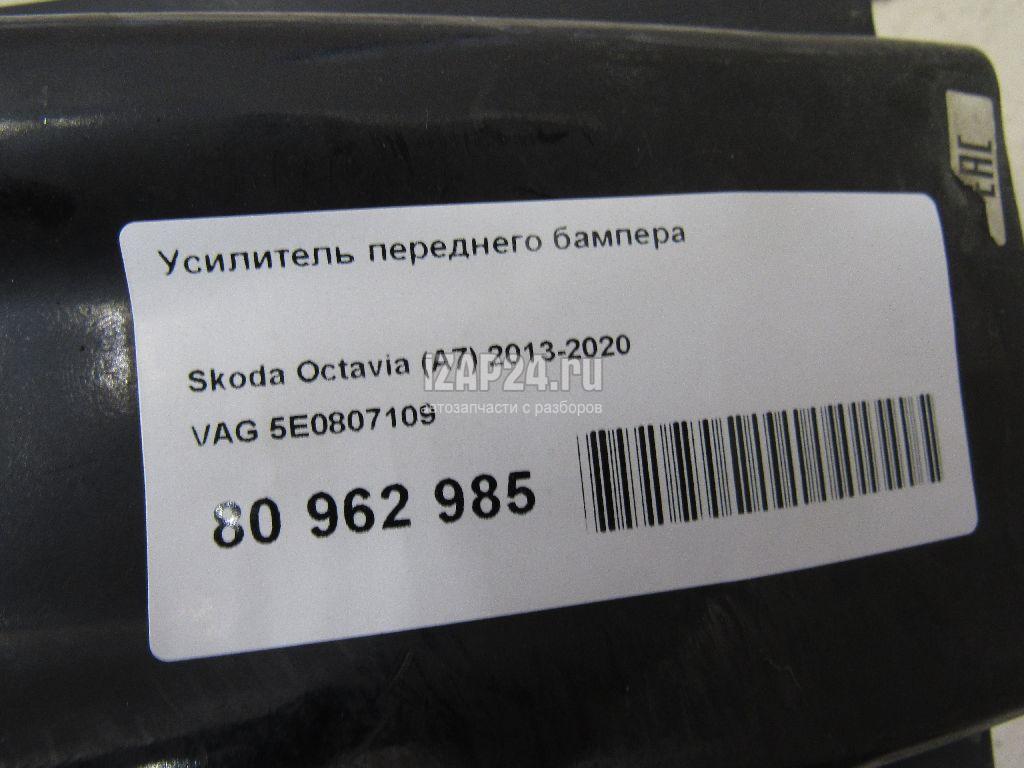 EAC
Усилитель переднего бампера
Skoda Octavia (A7) 2013-2020
iZAP24.ru
автозапчасти с разборов
VAG 5E0807109
80 962 985